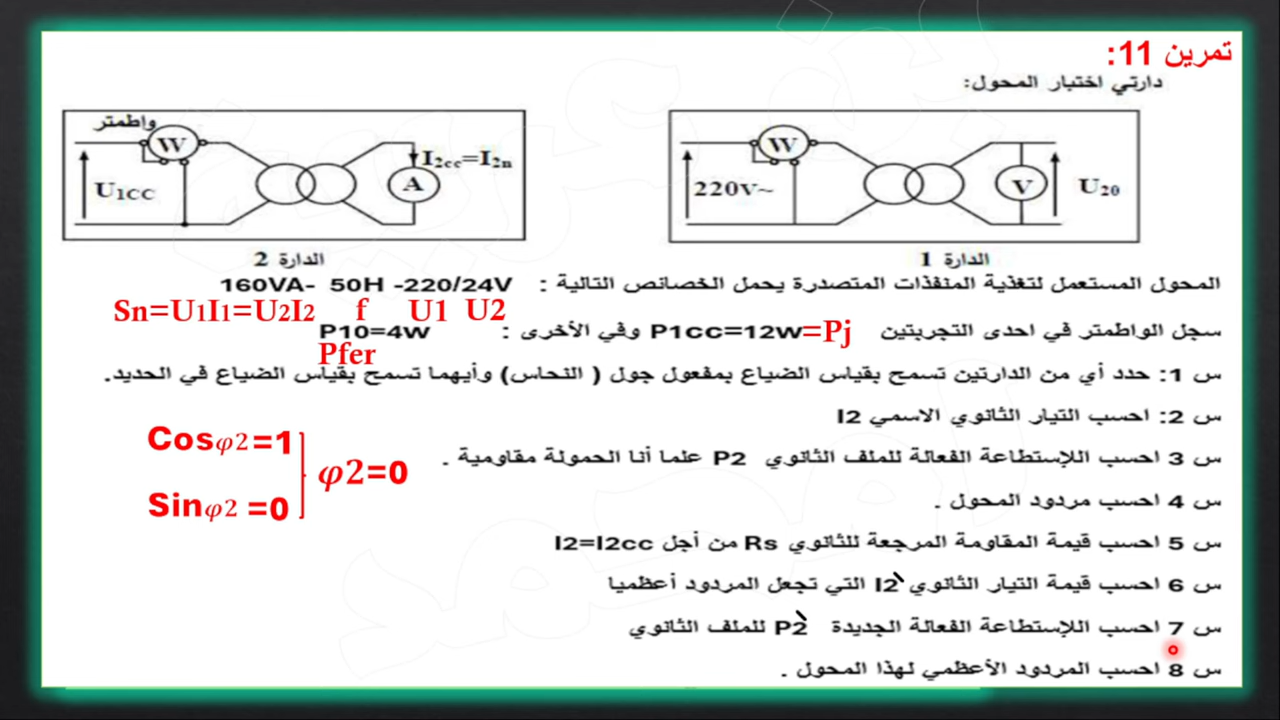 تمرين 11:
دارتي اختبار المحول:
واطمتر
W
I2cc=I2n
A
U1CC
الدارة 2
W
220v~
V
U20
الدارة 1
المحول المستعمل لتغذية المنفذات المتصدرة يحمل الخصائص التالية : 160VA- 50H -220/24V
Sn=U1I1=U2I2 f U1 U2
سجل الواطمتر في احدى التجربتين P1cc=12w=Pj وفي الأخرى : P10=4w
Pfer
س 1: حدد أي من الدارتين تسمح بقياس الضياع بمفعول جول ( النحاس) وأيهما تسمح بقياس الضياع في الحديد.
س 2: احسب التيار الثانوي الاسمي I2
س 3 احسب اللإستطاعة الفعالة للملف الثانوي P2 علما أنا الحمولة مقاومية .
Cosφ2=1
Sinφ2 =0
φ2=0
س 4 احسب مردود المحول .
س 5 احسب قيمة المقاومة المرجعة للثانوي Rs من أجل I2=I2cc
س 6 احسب قيمة التيار الثانوي I2` التي تجعل المردود أعظميا
س 7 احسب اللإستطاعة الفعالة الجديدة P2` للملف الثانوي
س 8 احسب المردود الأعظمي لهذا المحول .